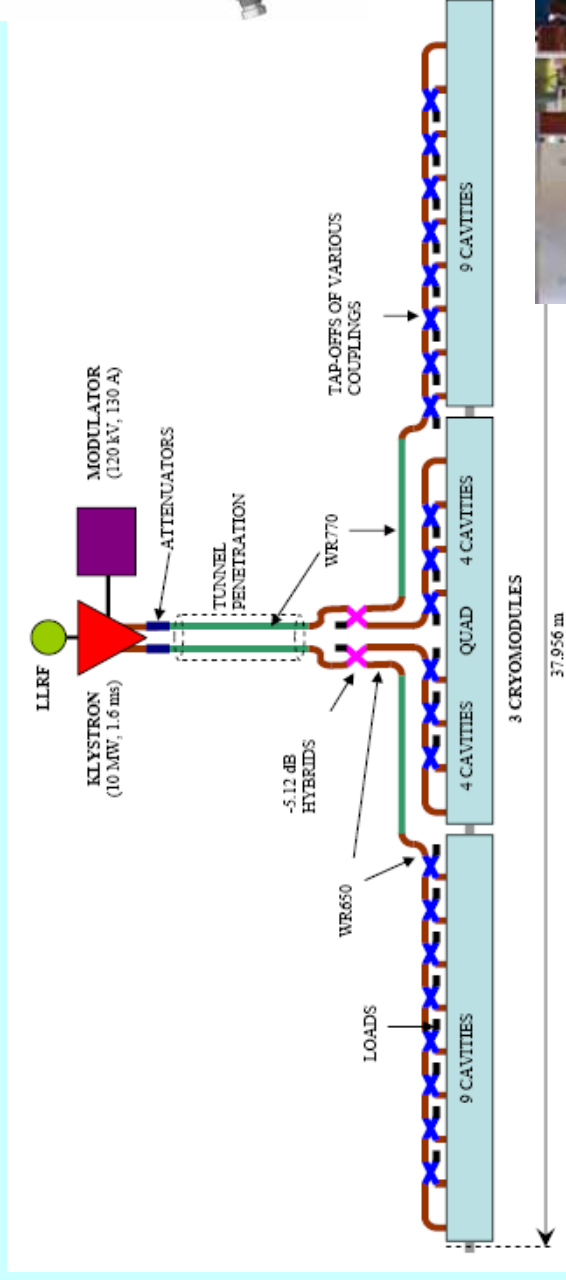 LLRF
KLYSTRON
(10 MW, 1.6 ms)
MODULATOR
(120 kV, 130 A)
ATTENUATORS
TUNNEL
PENETRATION
WR770
-5.12 dB
HYBRIDS
WR650
TAP-OFFS OF VARIOUS
COUPLINGS
LOADS
9 CAVITIES
4 CAVITIES
QUAD
4 CAVITIES
9 CAVITIES
3 CRYOMODULES
37.956 m